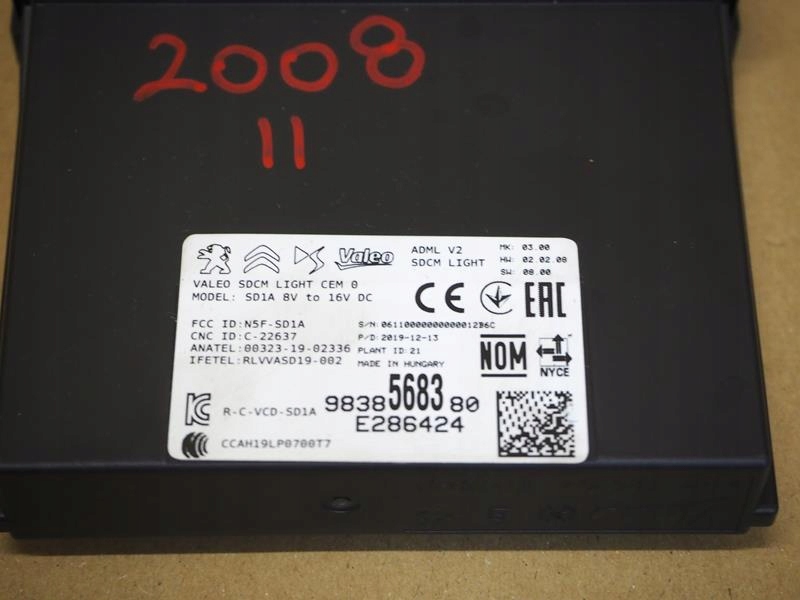 2008
11
Valeo
ADML V2
SDCM LIGHT
MK: 03.00
HW: 02.02.08
SW: 08.00
VALEO SDCM LIGHT CEM 0
MODEL: SD1A 8V to 16V DC
CE
EAC
FCC ID:N5F-SD1A
CNC ID:C-22637
ANATEL:00323-19-02336
IFETEL:RLVVASD19-002
S/N:0611000000000012B6C
P/D:2019-12-13
PLANT ID:21
MADE IN HUNGARY
NOM
NYCE
R-C-VCD-SD1A
98385683 80
E286424
CCAH19LP0700T7